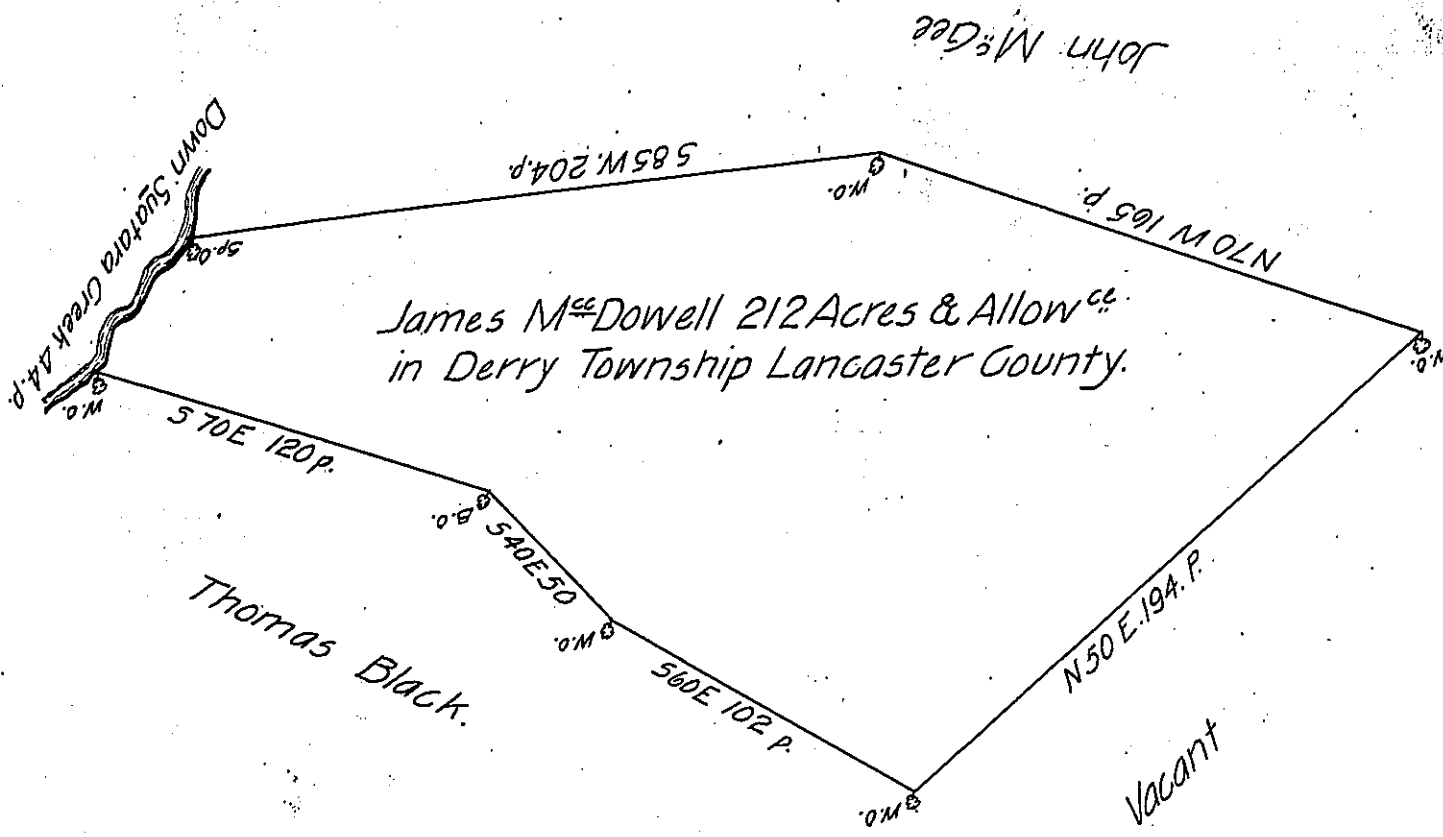 John McGee
Down Suatara Creek 44.p.
S 85 W. 204.p.
N 70 W 165 p.
W.O.
Sp.O.
James McDowell 212 Acres & Allowce.
in Derry Township Lancaster County.
W.O.
W.O.
S 70 E 120 p.
B.O.
S 40 E 50
N 50 E. 194. P.
Thomas Black.
W.O.
S 60 E 102 p.
Vacant
W.O.